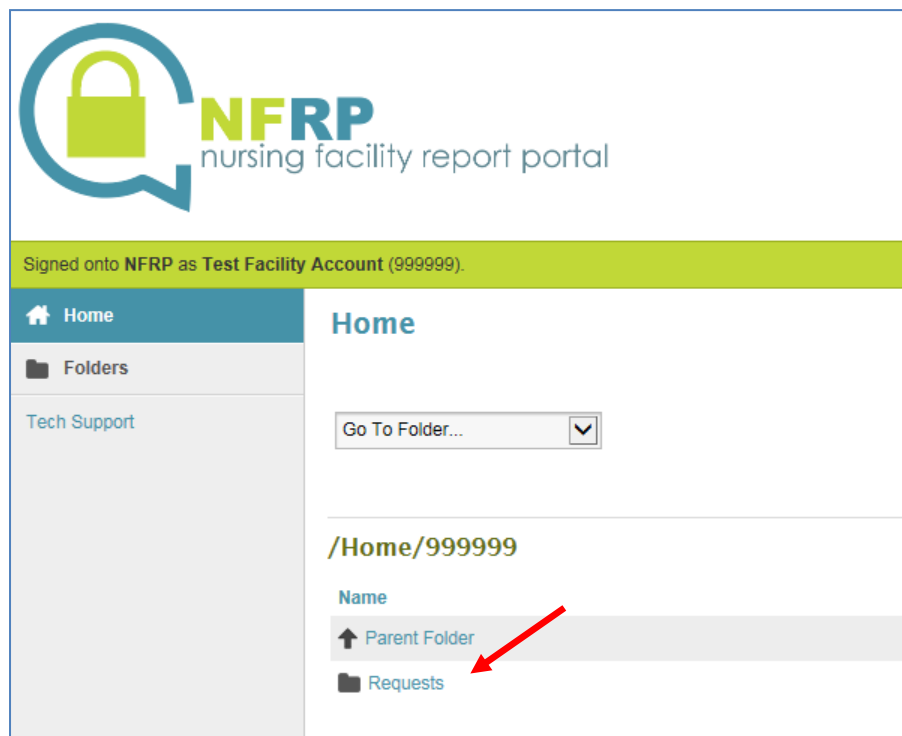 NFRP
nursing facility report portal
Signed onto NFRP as Test Facility Account (999999).
Home
Folders
Tech Support
Home
Go To Folder...
/Home/999999
Name
Parent Folder
Requests